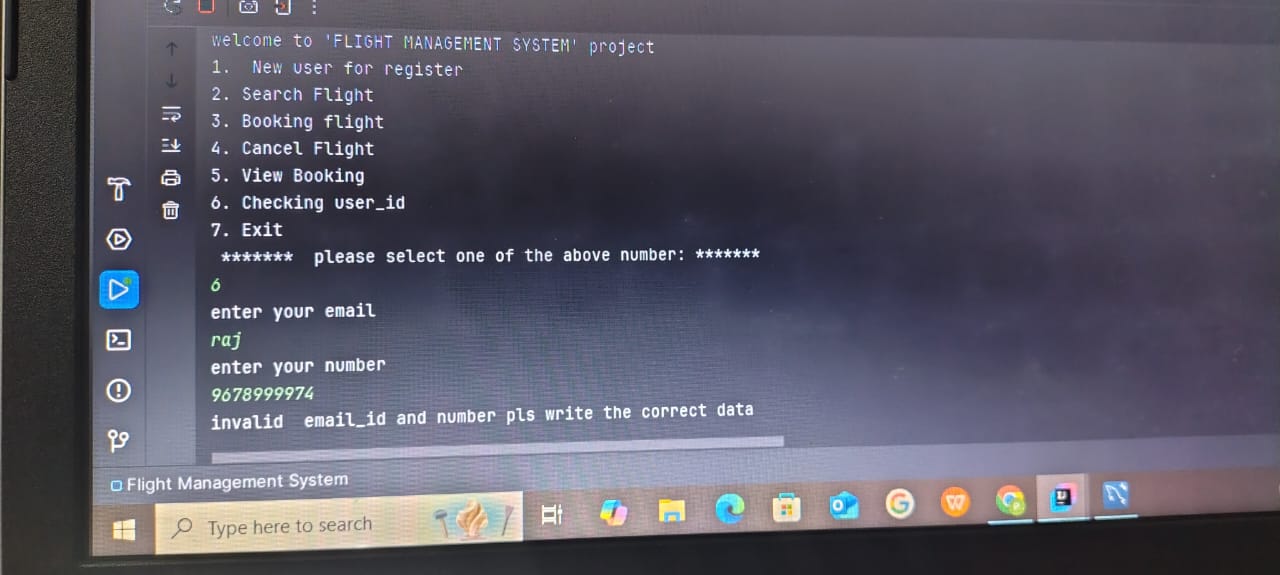 welcome to 'FLIGHT MANAGEMENT SYSTEM' project
1.  New user for register
2. Search Flight
3. Booking flight
4. Cancel Flight
5. View Booking
6. Checking user_id
7. Exit
 *******  please select one of the above number: *******
6
enter your email
raj
enter your number
9678999974
invalid  email_id and number pls write the correct data
Flight Management System
Type here to search